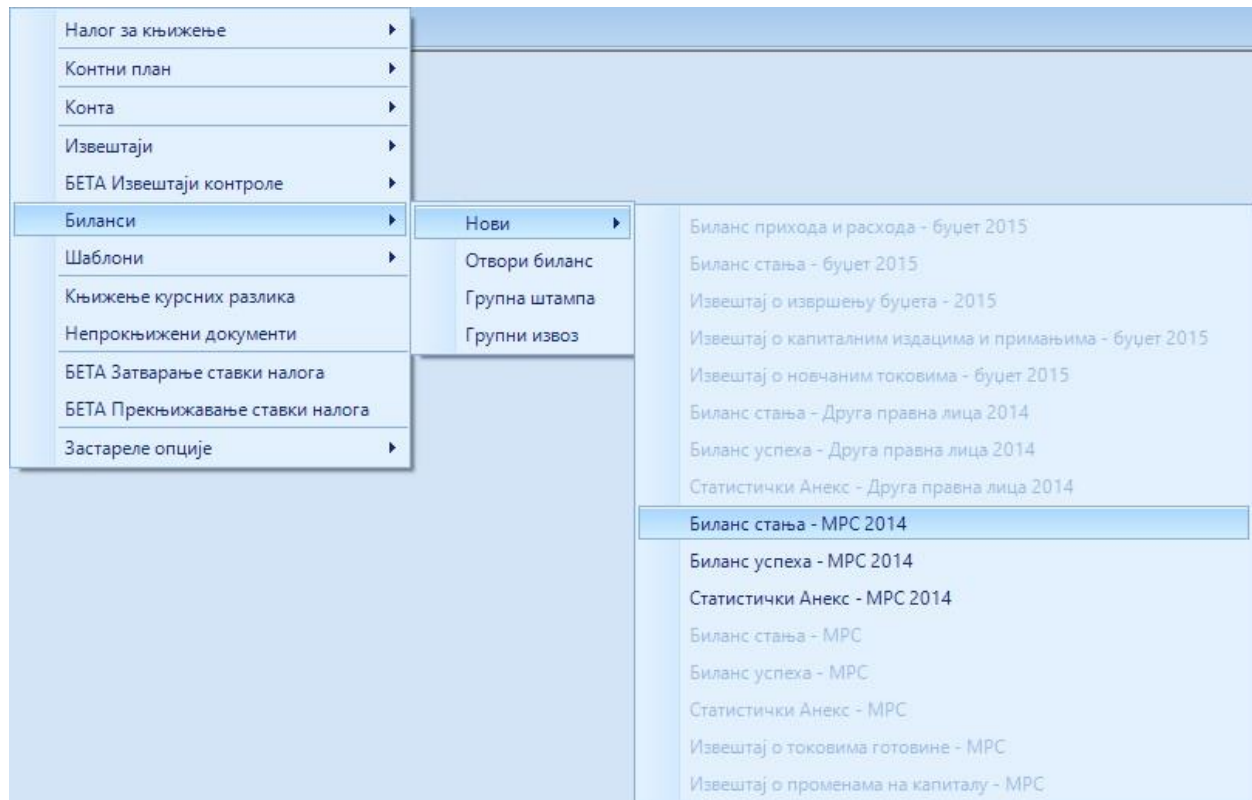 Налог за књижење
Контни план
Конта
Извештаји
БЕТА Извештаји контроле
Биланси
Шаблони
Књижење курсних разлика
Непрокњижени документи
БЕТА Затварање ставки налога
БЕТА Прекњижавање ставки налога
Застареле опције
Нови
Отвори биланс
Групна штампа
Групни извоз
Биланс прихода и расхода - буџет 2015
Биланс стања - буџет 2015
Извештај о извршењу буџета - 2015
Извештај о капиталним издацима и примањима - буџет 2015
Извештај о новчаним токовима - буџет 2015
Биланс стања - Друга правна лица 2014
Биланс успеха - Друга правна лица 2014
Статистички Анекс - Друга правна лица 2014
Биланс стања - МРС 2014
Биланс успеха - МРС 2014
Статистички Анекс - МРС 2014
Биланс стања - МРС
Биланс успеха - МРС
Статистички Анекс - МРС
Извештај о токовима готовине - МРС
Извештај о променама на капиталу - МРС